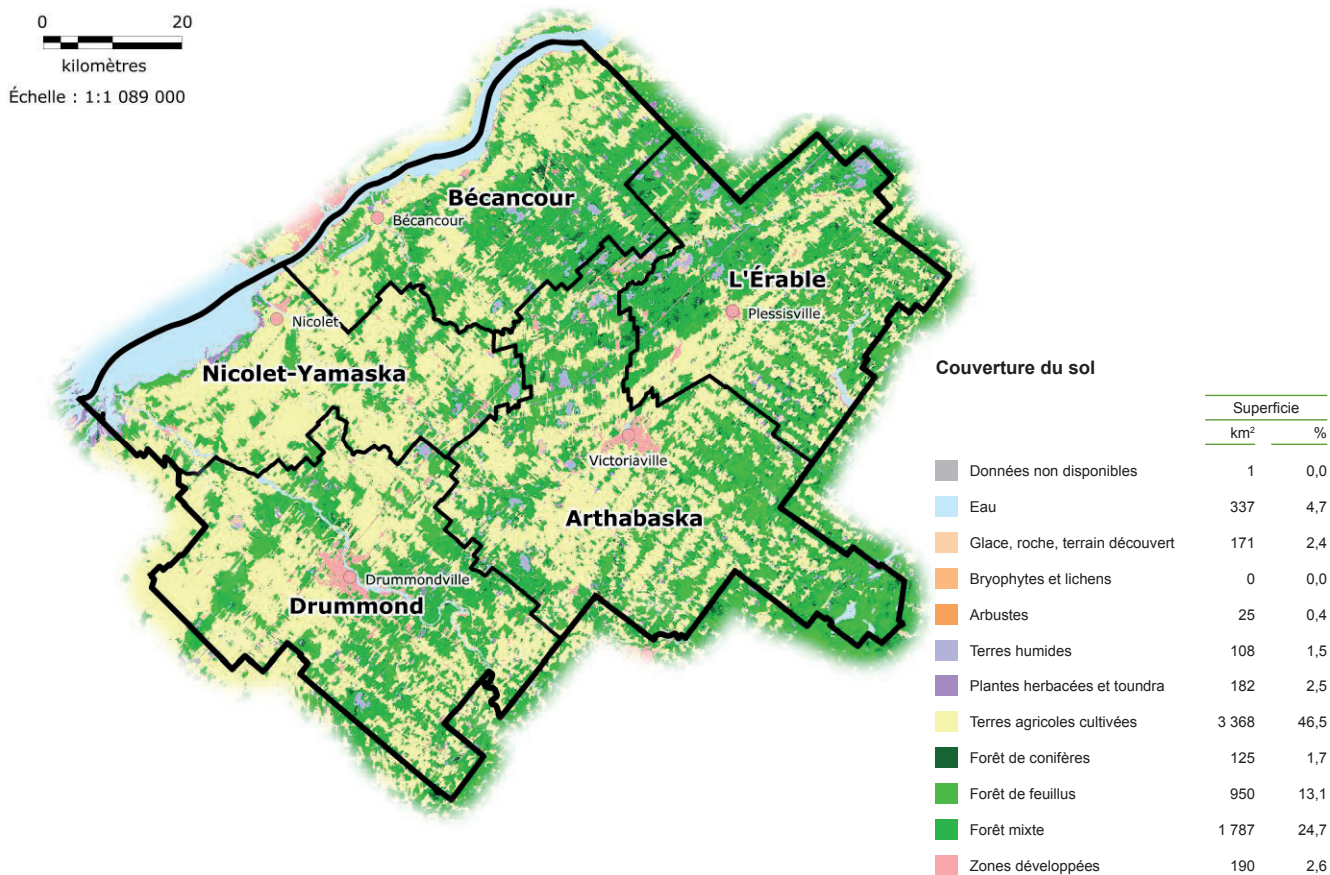 0 20
kilomètres
Échelle : 1:1 089 000
Bécancour
Bécancour
L'Érable
Plessisville
Nicolet
Nicolet-Yamaska
Victoriaville
Arthabaska
Drummondville
Drummond
Couverture du sol
Superficie
km² %
Données non disponibles 1 0,0
Eau 337 4,7
Glace, roche, terrain découvert 171 2,4
Bryophytes et lichens 0 0,0
Arbustes 25 0,4
Terres humides 108 1,5
Plantes herbacées et toundra 182 2,5
Terres agricoles cultivées 3 368 46,5
Forêt de conifères 125 1,7
Forêt de feuillus 950 13,1
Forêt mixte 1 787 24,7
Zones développées 190 2,6